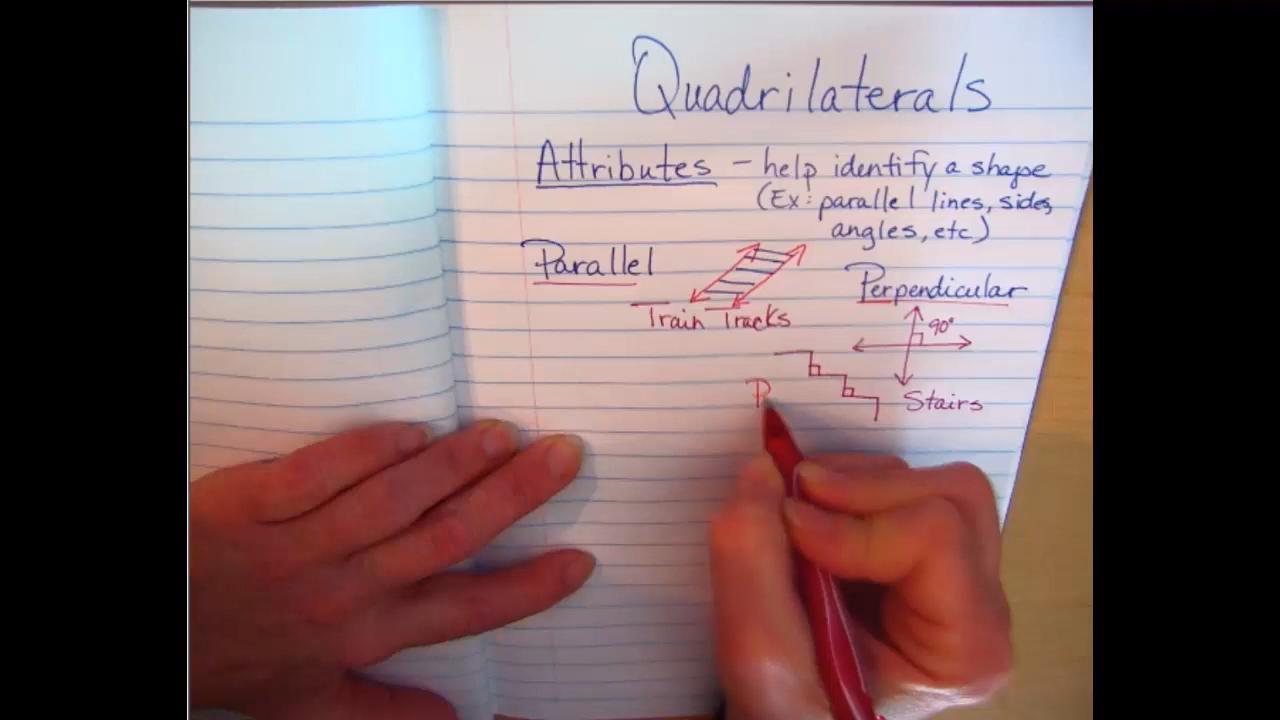 Quadrilaterals
Attributes - help identify a shape
(Ex: parallel lines, sides,
angles, etc)
Parallel
Train Tracks
Perpendicular
90°
Stairs
P